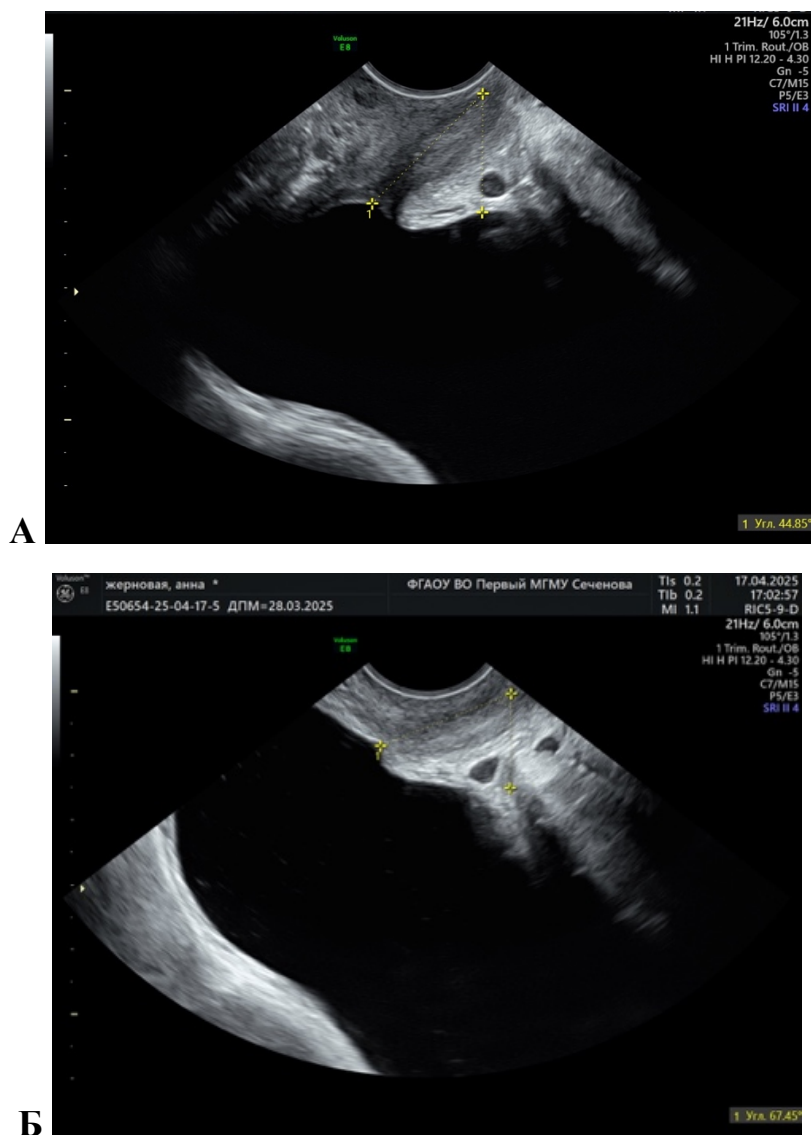 21Hz/ 6.0cm
105°/1.3
1 Trim. Rout./OB
HI H PI 12.20 - 4.30
Gn -5
C7/M15
P5/E3
SRI II 4
Voluson
E8
1
1 Угл. 44.85°
А
Voluson™
E8
жерновая, анна *
ФГАОУ ВО Первый МГМУ Сеченова
TIs 0.2
17.04.2025
E50654-25-04-17-5 ДПМ=28.03.2025
TIb 0.2
17:02:57
MI 1.1
RIC5-9-D
21Hz/ 6.0cm
105°/1.3
1 Trim. Rout./OB
HI H PI 12.20 - 4.30
Gn -5
C7/M15
P5/E3
SRI II 4
Voluson
E8
1
1 Угл. 67.45°
Б